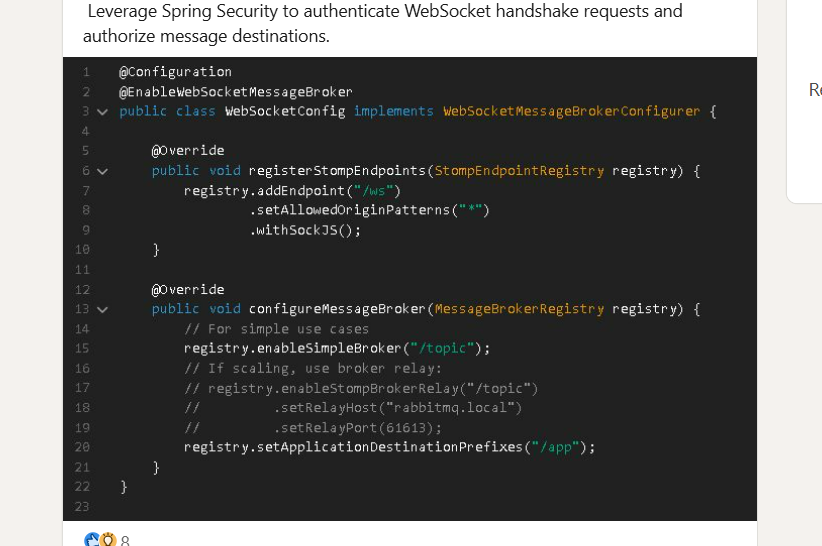 Leverage Spring Security to authenticate WebSocket handshake requests and
authorize message destinations.
1 @Configuration
2 @EnableWebSocketMessageBroker
3 public class WebSocketConfig implements WebSocketMessageBrokerConfigurer {
4
5     @Override
6     public void registerStompEndpoints(StompEndpointRegistry registry) {
7         registry.addEndpoint("/ws")
8                 .setAllowedOriginPatterns("*")
9                 .withSockJS();
10     }
11
12     @Override
13     public void configureMessageBroker(MessageBrokerRegistry registry) {
14         // For simple use cases
15         registry.enableSimpleBroker("/topic");
16         // If scaling, use broker relay:
17         // registry.enableStompBrokerRelay("/topic")
18         //         .setRelayHost("rabbitmq.local")
19         //         .setRelayPort(61613);
20         registry.setApplicationDestinationPrefixes("/app");
21     }
22 }
23
8